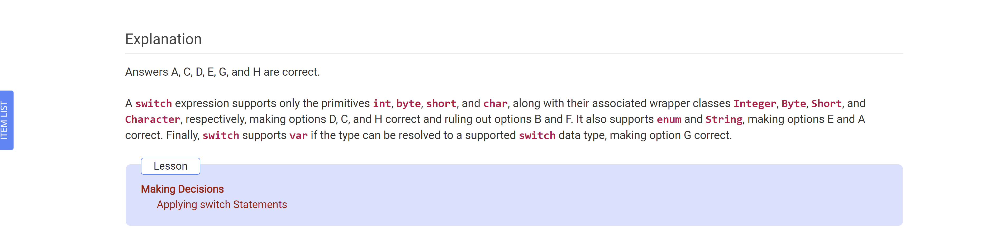 Explanation
Answers A, C, D, E, G, and H are correct.
ITEM LIST
A switch expression supports only the primitives int, byte, short, and char, along with their associated wrapper classes Integer, Byte, Short, and
Character, respectively, making options D, C, and H correct and ruling out options B and F. It also supports enum and String, making options E and A
correct. Finally, switch supports var if the type can be resolved to a supported switch data type, making option G correct.
Lesson
Making Decisions
Applying switch Statements